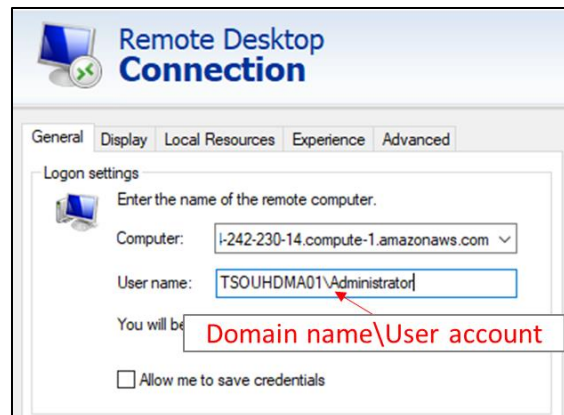 Remote Desktop
Connection
General Display Local Resources Experience Advanced
Logon settings
Enter the name of the remote computer.
Computer: -242-230-14.compute-1.amazonaws.com
User name: TSOUHDMA01\Administrator
You will be
Domain name\User account
Allow me to save credentials